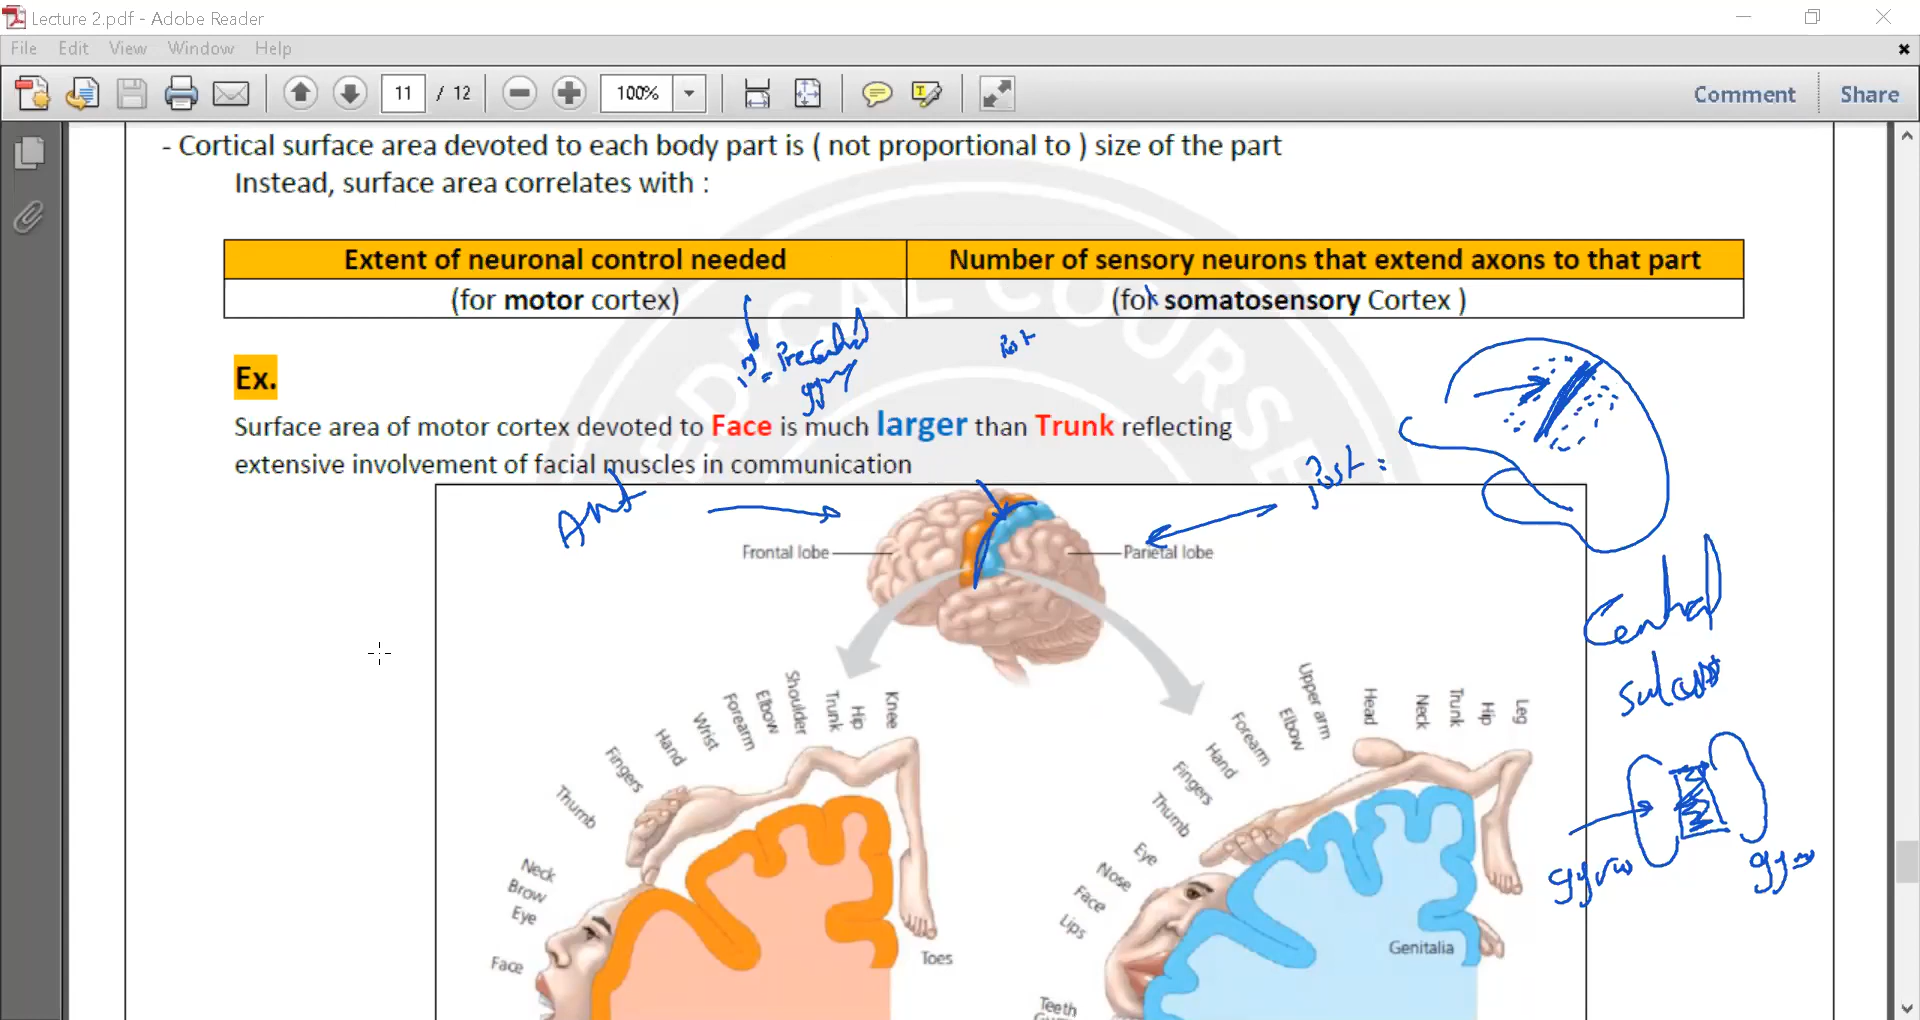 Lecture 2.pdf - Adobe Reader
File Edit View Window Help
11 / 12 100% Comment Share
- Cortical surface area devoted to each body part is ( not proportional to ) size of the part
Instead, surface area correlates with :
Extent of neuronal control needed
Number of sensory neurons that extend axons to that part
(for motor cortex)
(for somatosensory Cortex )
EDICAL COURSE
Post
gyrus
Ex.
Surface area of motor cortex devoted to Face is much larger than Trunk reflecting
extensive involvement of facial muscles in communication
Ant
Post :
Frontal lobe
Parietal lobe
Central
Toes
Knee
Hip
Trunk
Shoulder
Elbow
Forearm
Wrist
Hand
Fingers
Thumb
Neck
Brow
Eye
Face
Leg
Hip
Trunk
Neck
Head
Upper arm
Elbow
Forearm
Hand
Fingers
Thumb
Eye
Nose
Face
Lips
Teeth
Genitalia
gyrus